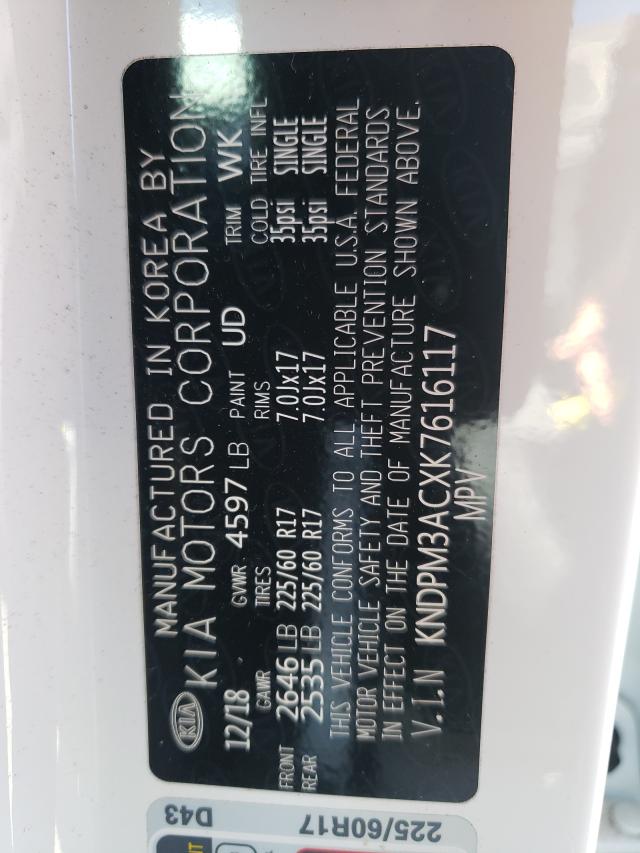 MANUFACTURED IN KOREA BY
KIA KIA MOTORS CORPORATION
12/18 GVWR 4597 LB PAINT UD TRIM WK
GAWR TIRES RIMS COLD TIRE INFL
FRONT 2646 LB 225/60 R17 7.0Jx17 35psi SINGLE
REAR 2535 LB 225/60 R17 7.0Jx17 35psi SINGLE
THIS VEHICLE CONFORMS TO ALL APPLICABLE U.S.A. FEDERAL
MOTOR VEHICLE SAFETY AND THEFT PREVENTION STANDARDS
IN EFFECT ON THE DATE OF MANUFACTURE SHOWN ABOVE.
V.I.N KNDPM3ACXK7616117
MPV
225/60R17 D43